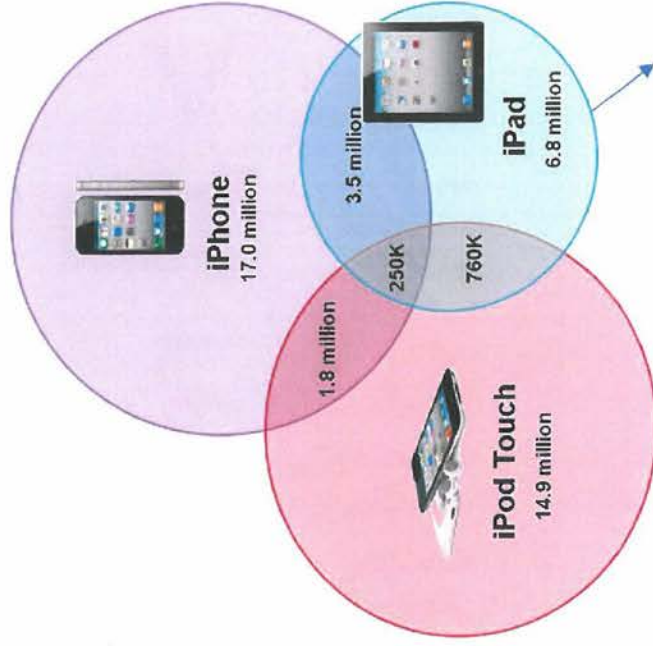 iPhone
17.0 million
1.8 million
3.5 million
250K
760K
iPod Touch
14.9 million
iPad
6.8 million